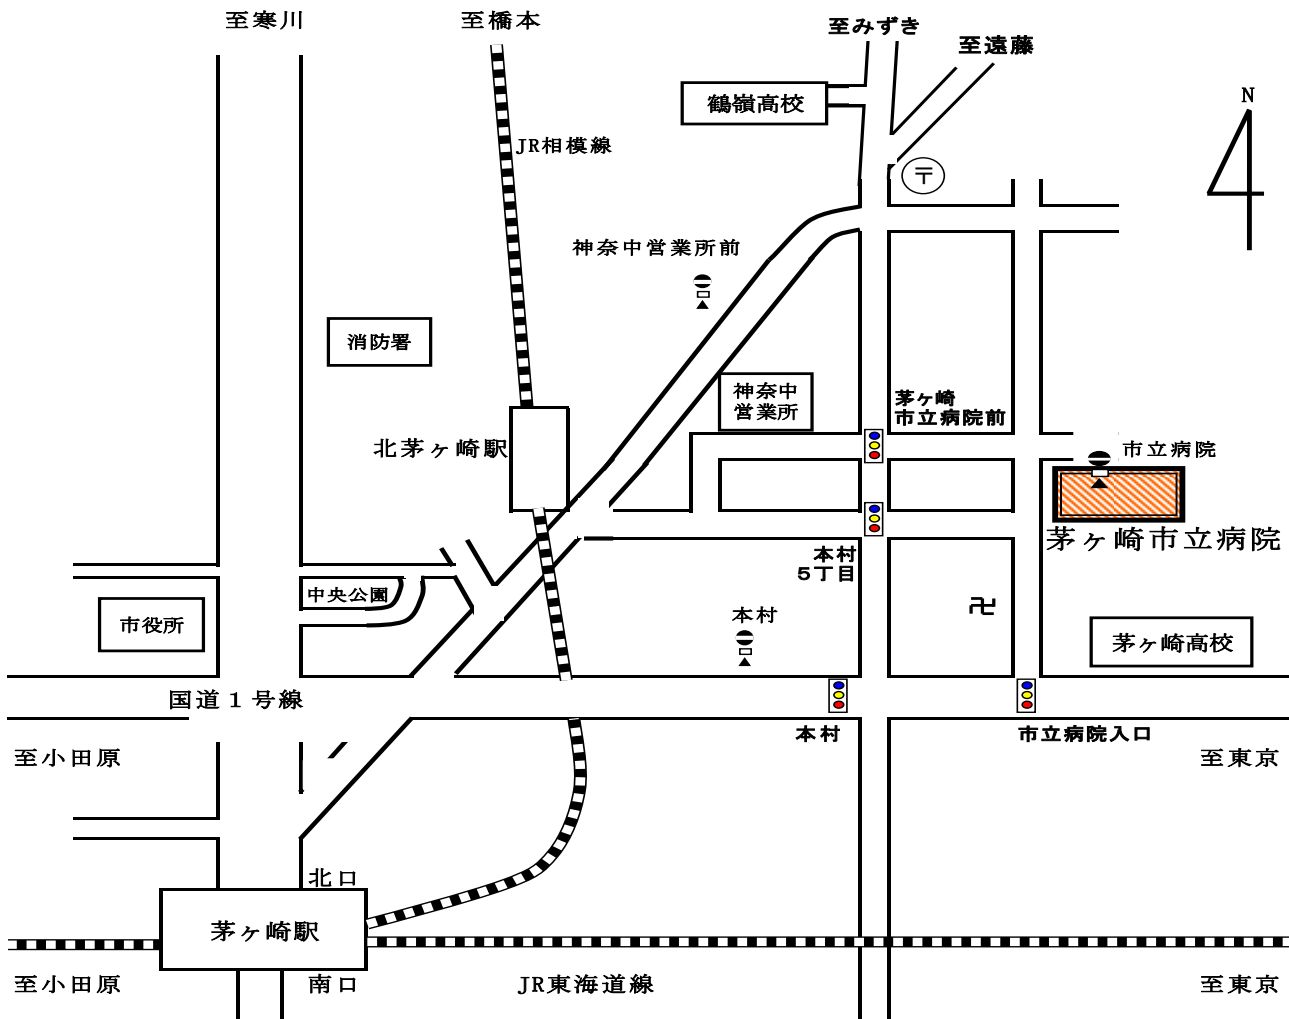 至寒川
至橋本
至みずき
至遠藤
鶴嶺高校
N
JR相模線
〒
神奈中営業所前
消防署
神奈中
営業所
茅ヶ崎
市立病院前
北茅ヶ崎駅
市立病院
茅ヶ崎市立病院
本村
5丁目
中央公園
市役所
本村
卍
茅ヶ崎高校
国道1号線
本村
市立病院入口
至小田原
至東京
北口
茅ヶ崎駅
至小田原
南口
JR東海道線
至東京